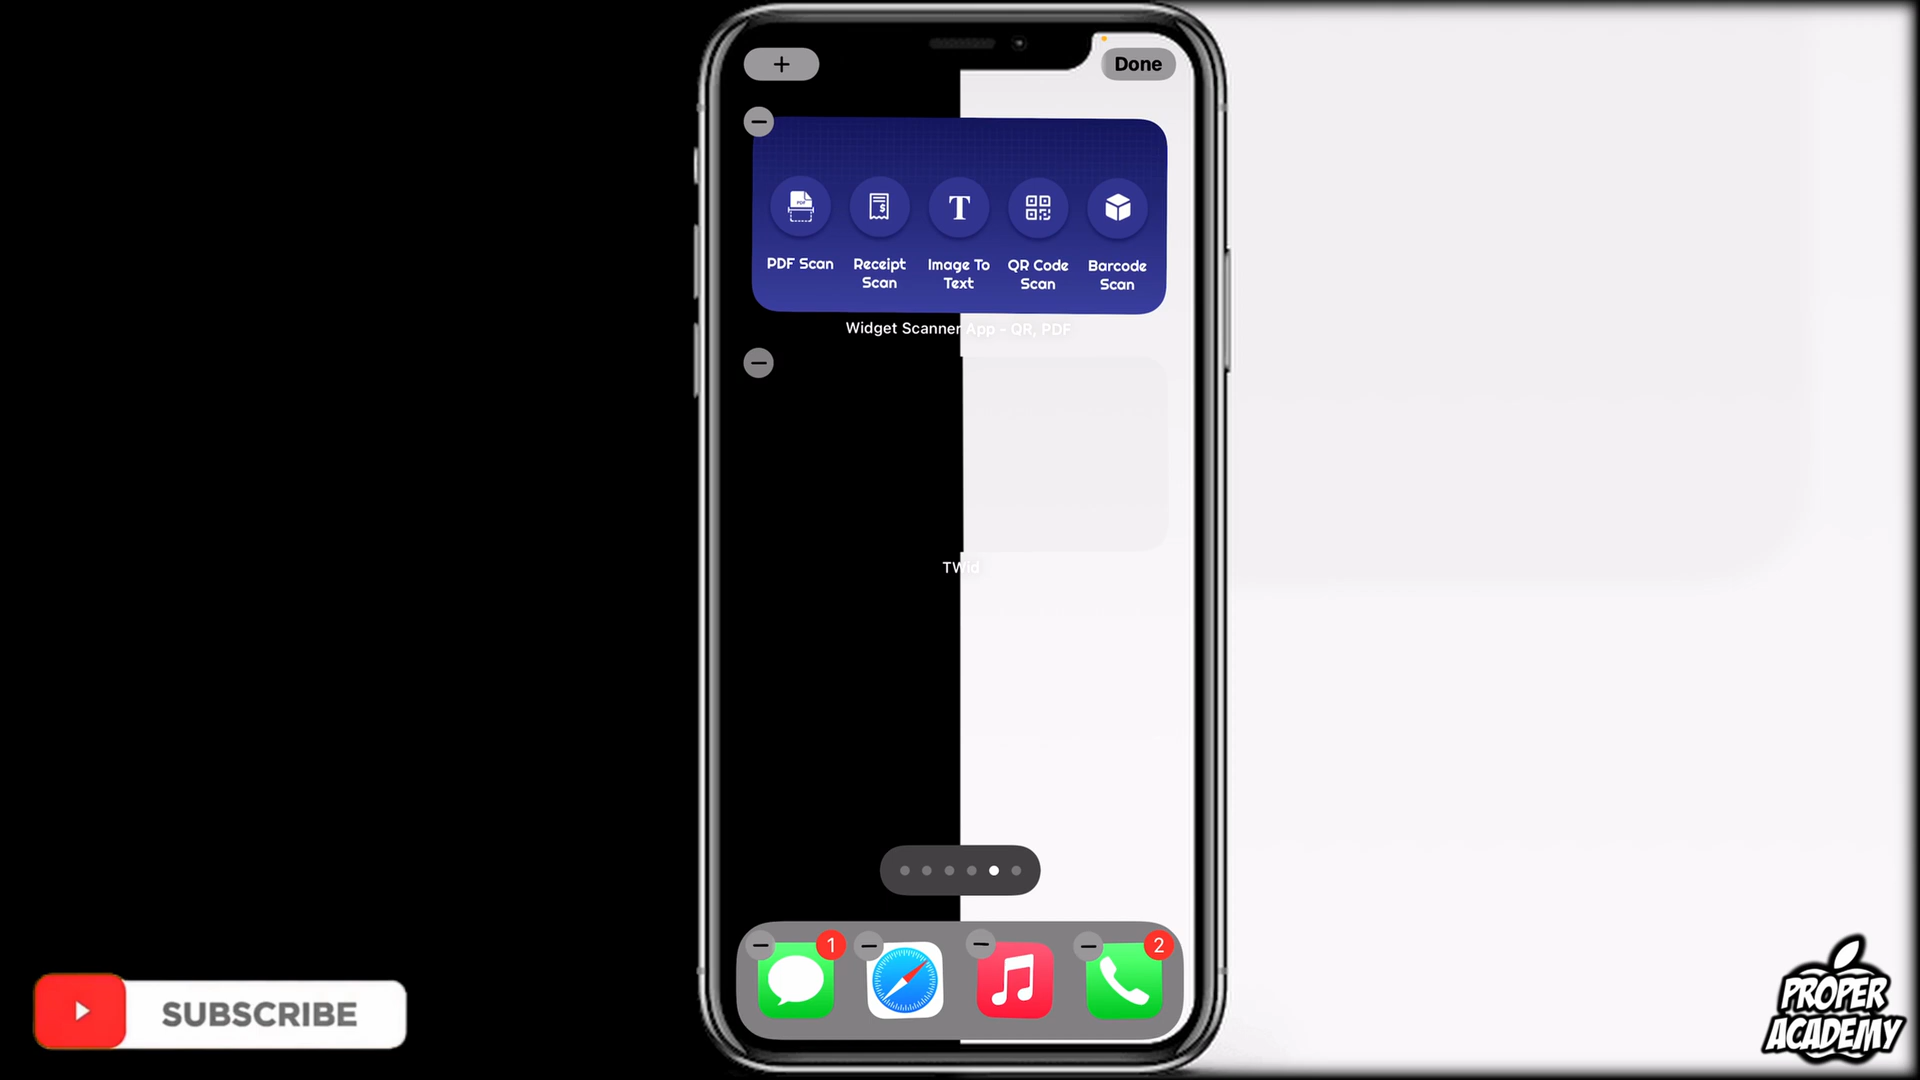 +
Done
PDF
PDF Scan
Receipt
Scan
T
Image To
Text
QR Code
Scan
Barcode
Scan
Widget Scanner App - QR, PDF
TWid
1
2
SUBSCRIBE
PROPER
ACADEMY